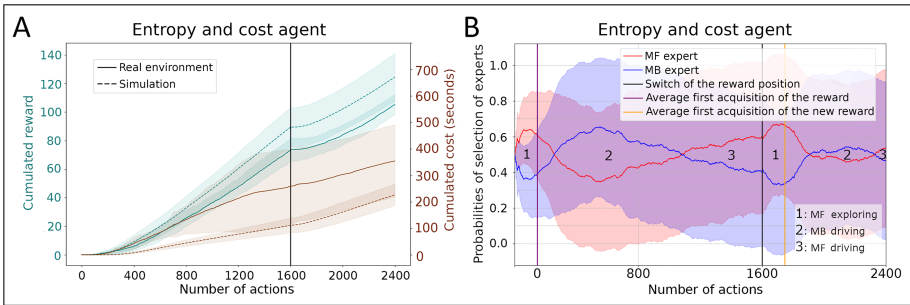 A
Entropy and cost agent
Cumulated reward
140
120
100
80
60
40
20
0
Real environment
Simulation
700
600
500
400
300
200
100
0
Cumulated cost (seconds)
0 400 800 1200 1600 2000 2400
Number of actions
B
Entropy and cost agent
Probabilities of selection of experts
1.0
0.8
0.6
0.4
0.2
0.0
MF expert
MB expert
Switch of the reward position
Average first acquisition of the reward
Average first acquisition of the new reward
1 2 3 1 2 3
1: MF exploring
2: MB driving
3: MF driving
0 800 1600 2400
Number of actions